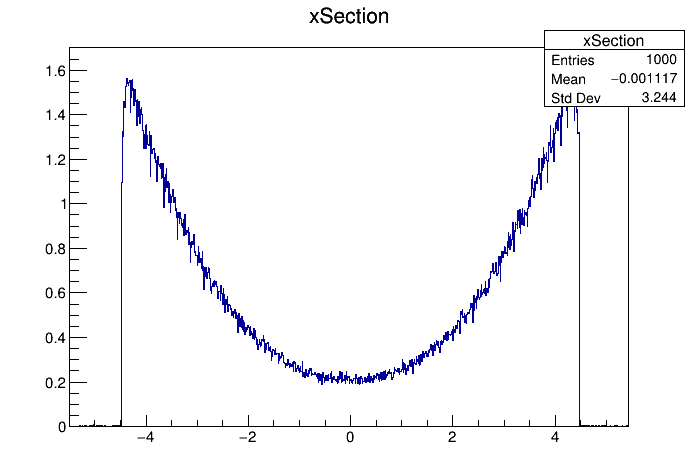 xSection
xSection
Entries 1000
Mean −0.001117
Std Dev 3.244
1.6
1.4
1.2
1
0.8
0.6
0.4
0.2
0
−4 −2 0 2 4